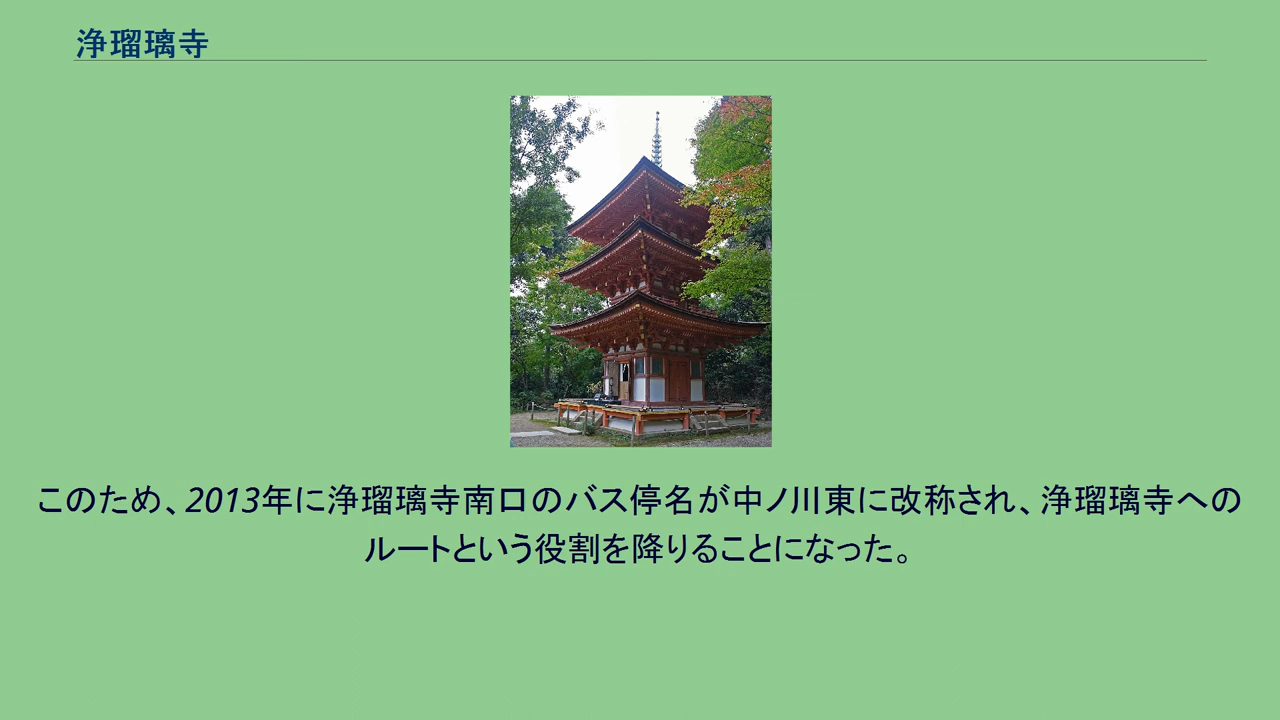 浄瑠璃寺
このため、2013年に浄瑠璃寺南口のバス停名が中ノ川東に改称され、浄瑠璃寺への
ルートという役割を降りることになった。